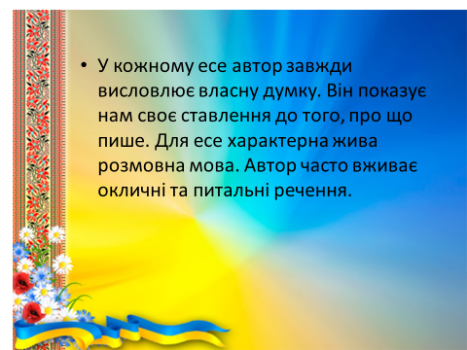 • У кожному есе автор завжди
висловлює власну думку. Він показує
нам своє ставлення до того, про що
пише. Для есе характерна жива
розмовна мова. Автор часто вживає
окличні та питальні речення.